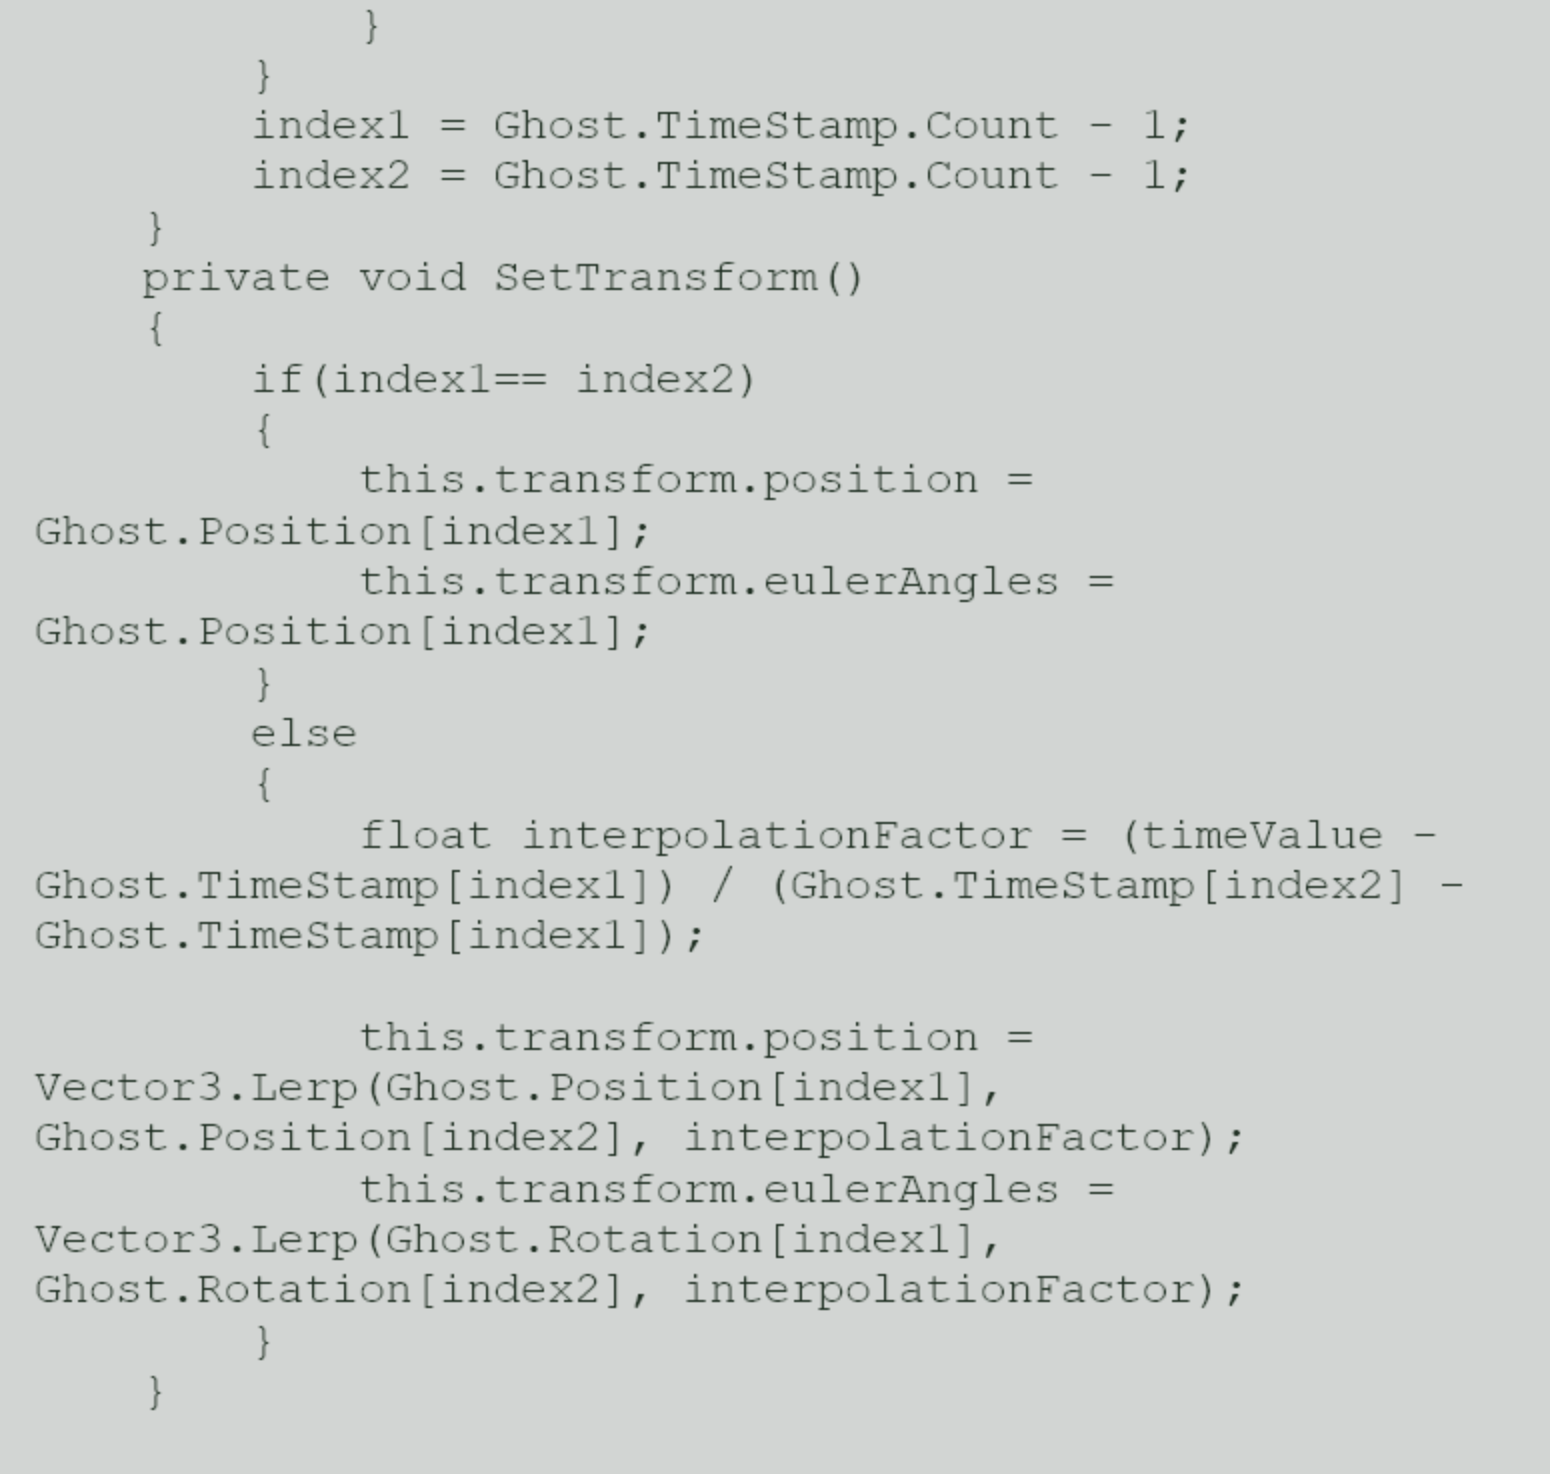 }
}
index1 = Ghost.TimeStamp.Count - 1;
index2 = Ghost.TimeStamp.Count - 1;
}
private void SetTransform()
{
if(index1== index2)
{
this.transform.position =
Ghost.Position[index1];
this.transform.eulerAngles =
Ghost.Position[index1];
}
else
{
float interpolationFactor = (timeValue -
Ghost.TimeStamp[index1]) / (Ghost.TimeStamp[index2] -
Ghost.TimeStamp[index1]);
this.transform.position =
Vector3.Lerp(Ghost.Position[index1],
Ghost.Position[index2], interpolationFactor);
this.transform.eulerAngles =
Vector3.Lerp(Ghost.Rotation[index1],
Ghost.Rotation[index2], interpolationFactor);
}
}